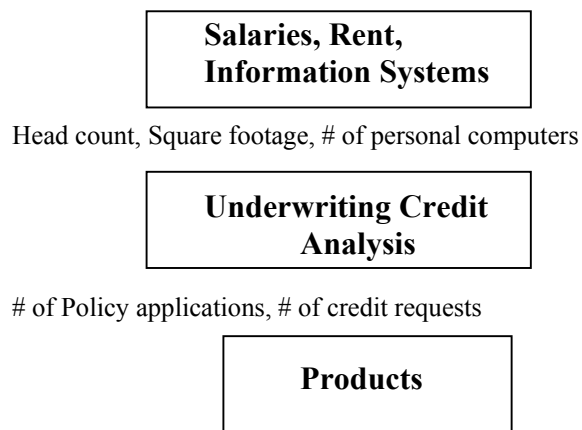 Salaries, Rent,
Information Systems
Head count, Square footage, # of personal computers
Underwriting Credit
Analysis
# of Policy applications, # of credit requests
Products